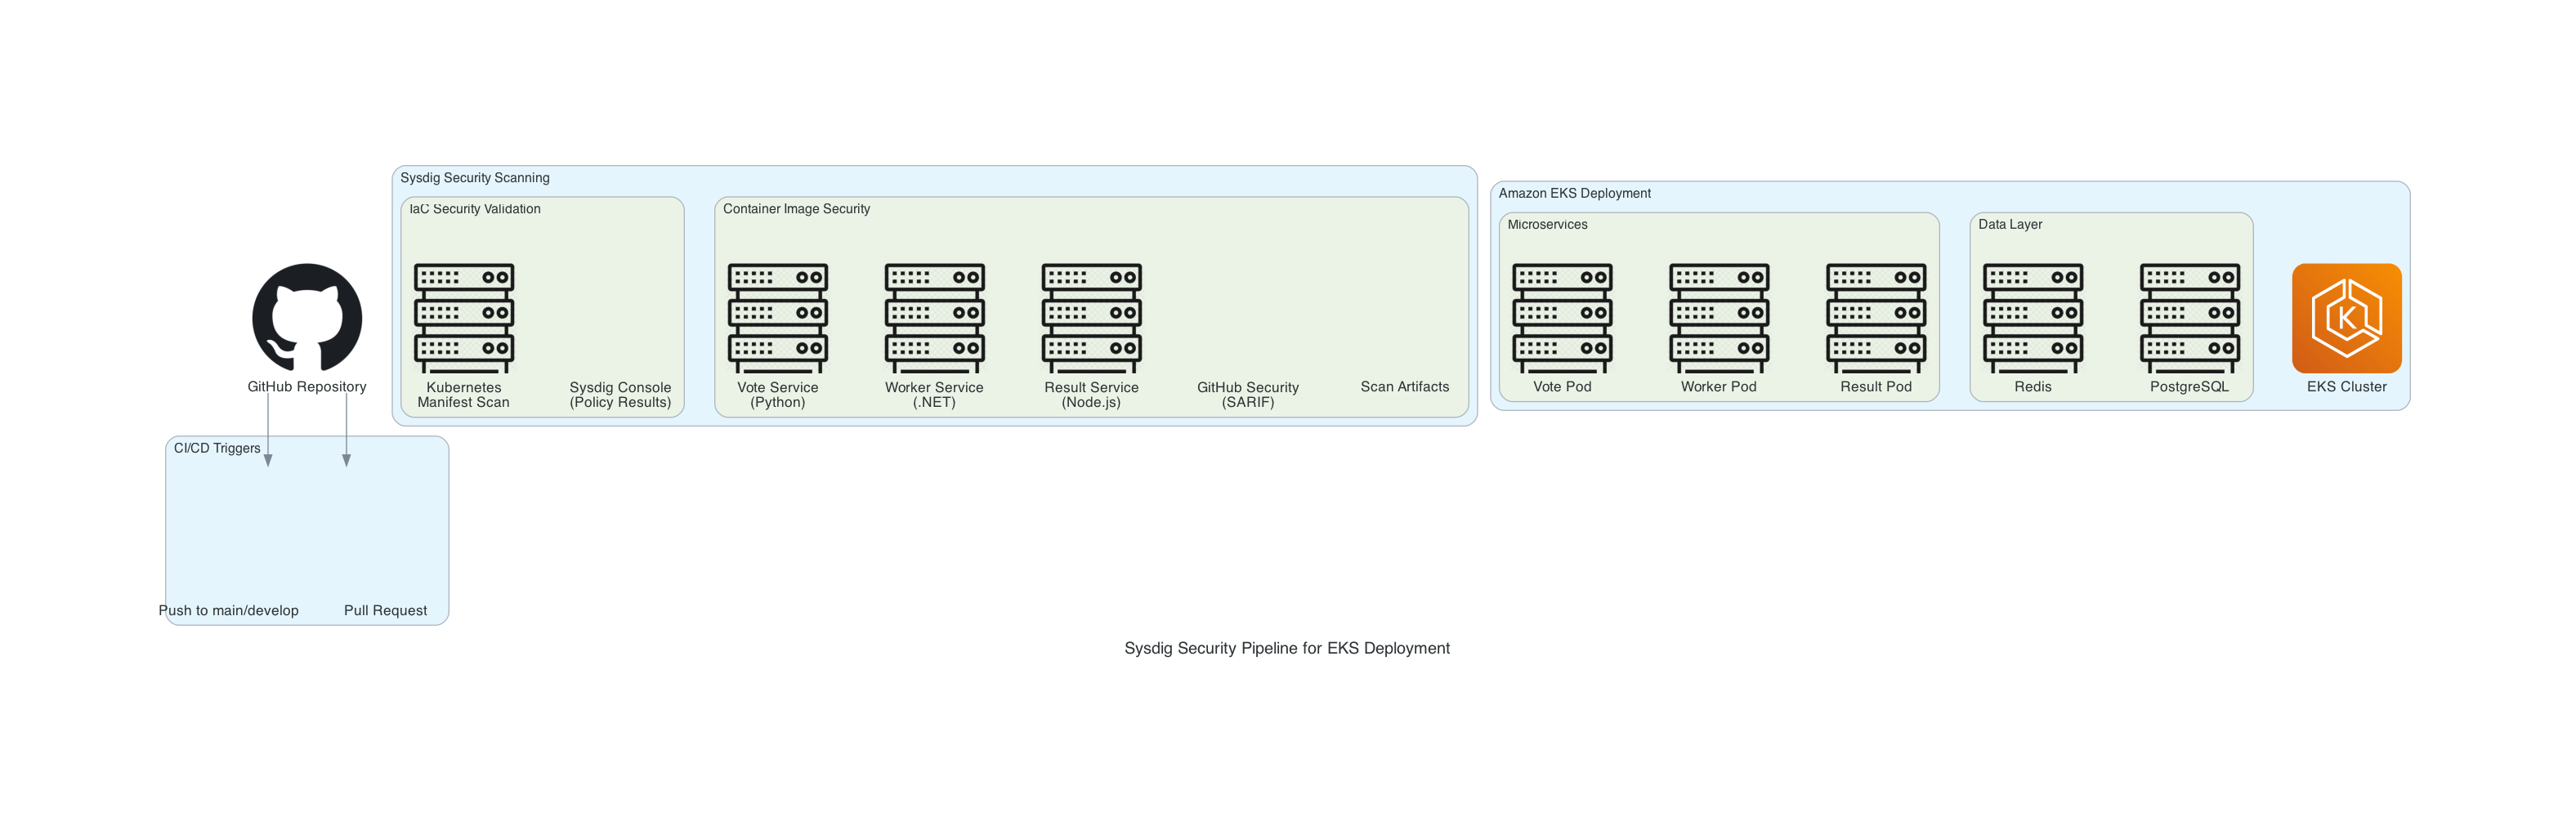 Sysdig Security Scanning
IaC Security Validation
Kubernetes
Manifest Scan
Sysdig Console
(Policy Results)
Container Image Security
Vote Service
(Python)
Worker Service
(.NET)
Result Service
(Node.js)
GitHub Security
(SARIF)
Scan Artifacts
Amazon EKS Deployment
Microservices
Vote Pod
Worker Pod
Result Pod
Data Layer
Redis
PostgreSQL
K
EKS Cluster
GitHub Repository
CI/CD Triggers
Push to main/develop
Pull Request
Sysdig Security Pipeline for EKS Deployment